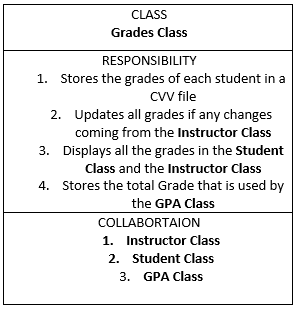 CLASS
Grades Class
RESPONSIBILITY
1. Stores the grades of each student in a
CVV file
2. Updates all grades if any changes
coming from the Instructor Class
3. Displays all the grades in the Student
Class and the Instructor Class
4. Stores the total Grade that is used by
the GPA Class
COLLABORTAION
1. Instructor Class
2. Student Class
3. GPA Class